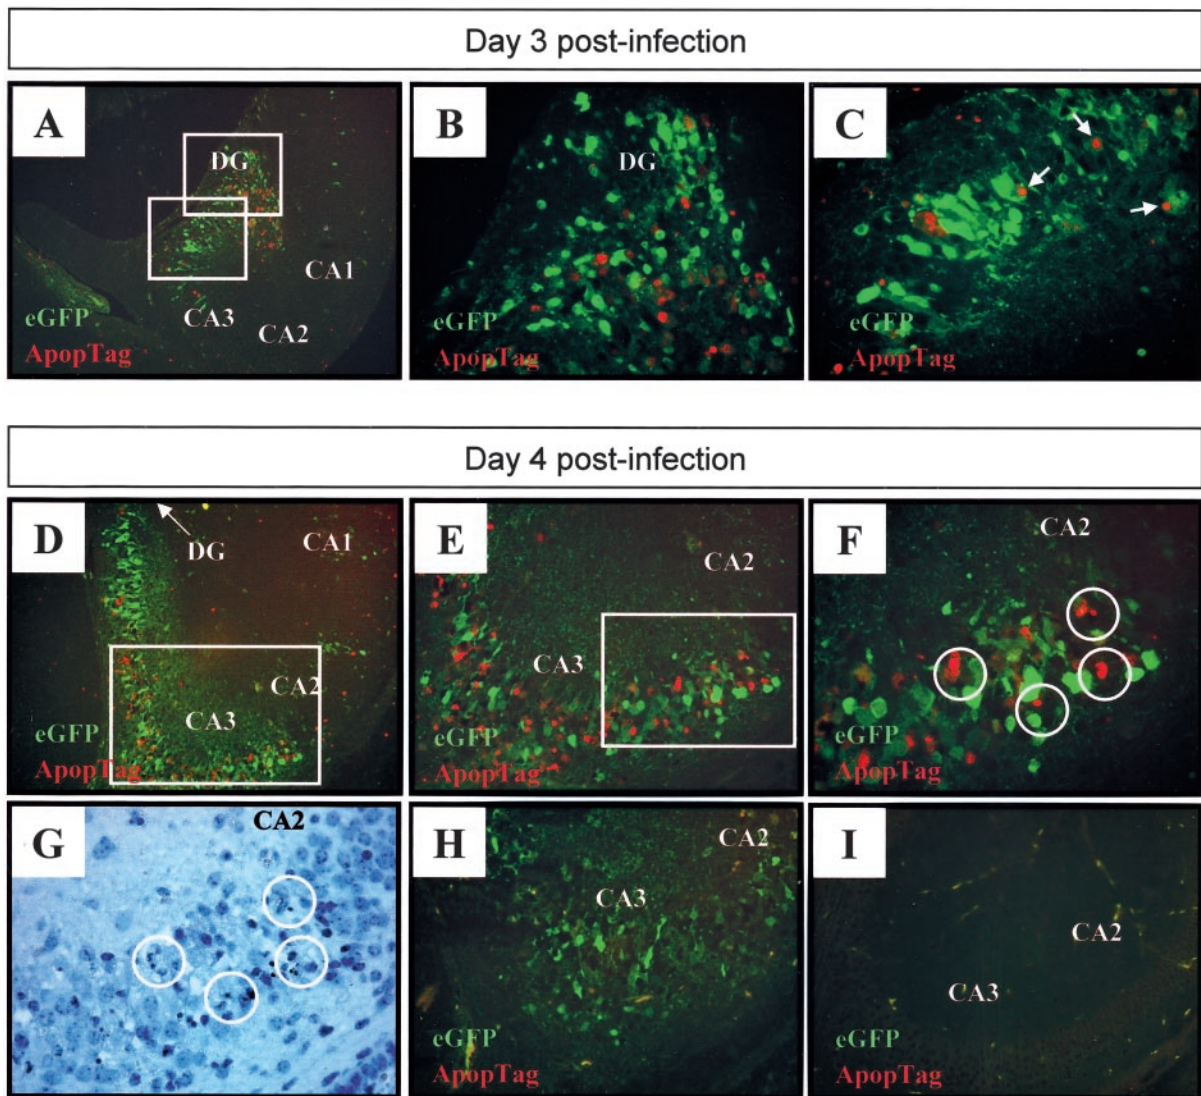 Day 3 post-infection
A
DG
CA1
CA3
CA2
eGFP
ApopTag
B
DG
eGFP
ApopTag
C
eGFP
ApopTag
Day 4 post-infection
D
DG
CA1
CA2
CA3
eGFP
ApopTag
E
CA2
CA3
eGFP
ApopTag
F
CA2
eGFP
ApopTag
G
CA2
H
CA2
CA3
eGFP
ApopTag
I
CA2
CA3
eGFP
ApopTag